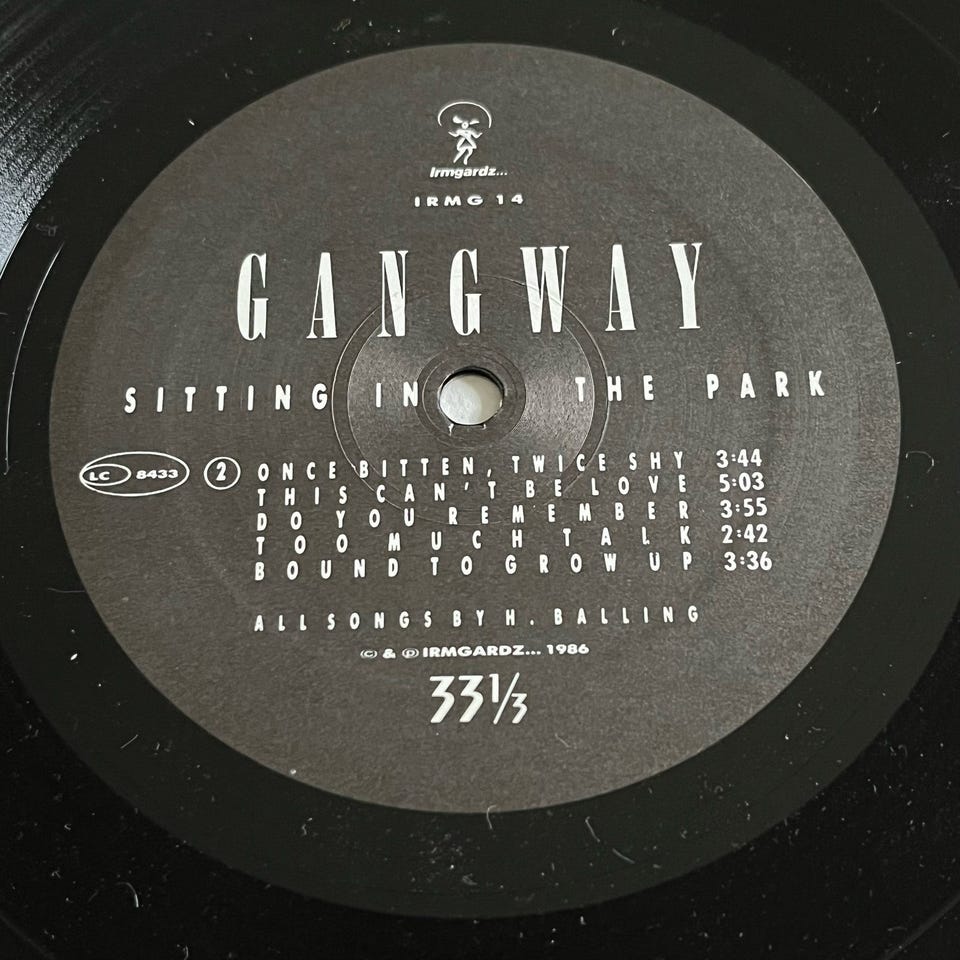 Irmgardz...
IRMG 14
GANGWAY
SITTING IN THE PARK
LC 8433 2 ONCE BITTEN, TWICE SHY 3:44
THIS CAN'T BE LOVE 5:03
DO YOU REMEMBER 3:55
TOO MUCH TALK 2:42
BOUND TO GROW UP 3:36
ALL SONGS BY H. BALLING
© & ℗ IRMGARDZ... 1986
33 1/3